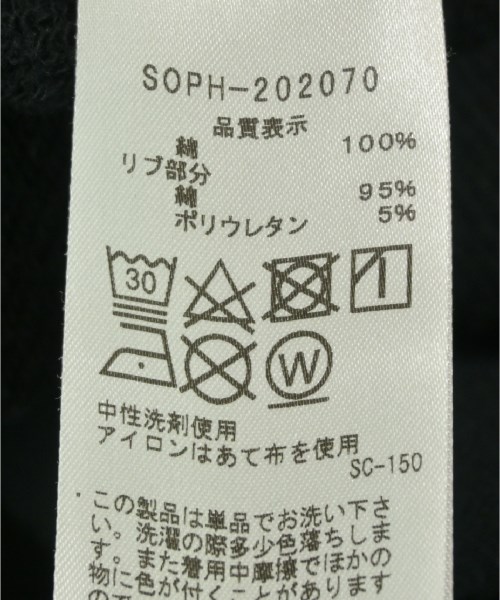 SOPH-202070
品質表示
綿 100%
リブ部分
綿 95%
ポリウレタン 5%
30
W
中性洗剤使用
アイロンはあて布を使用
SC-150
この製品は単品でお洗い下さ
い。洗濯の際多少色落ちしま
す。また着用中摩擦でほかの
物に色が付くことがあります